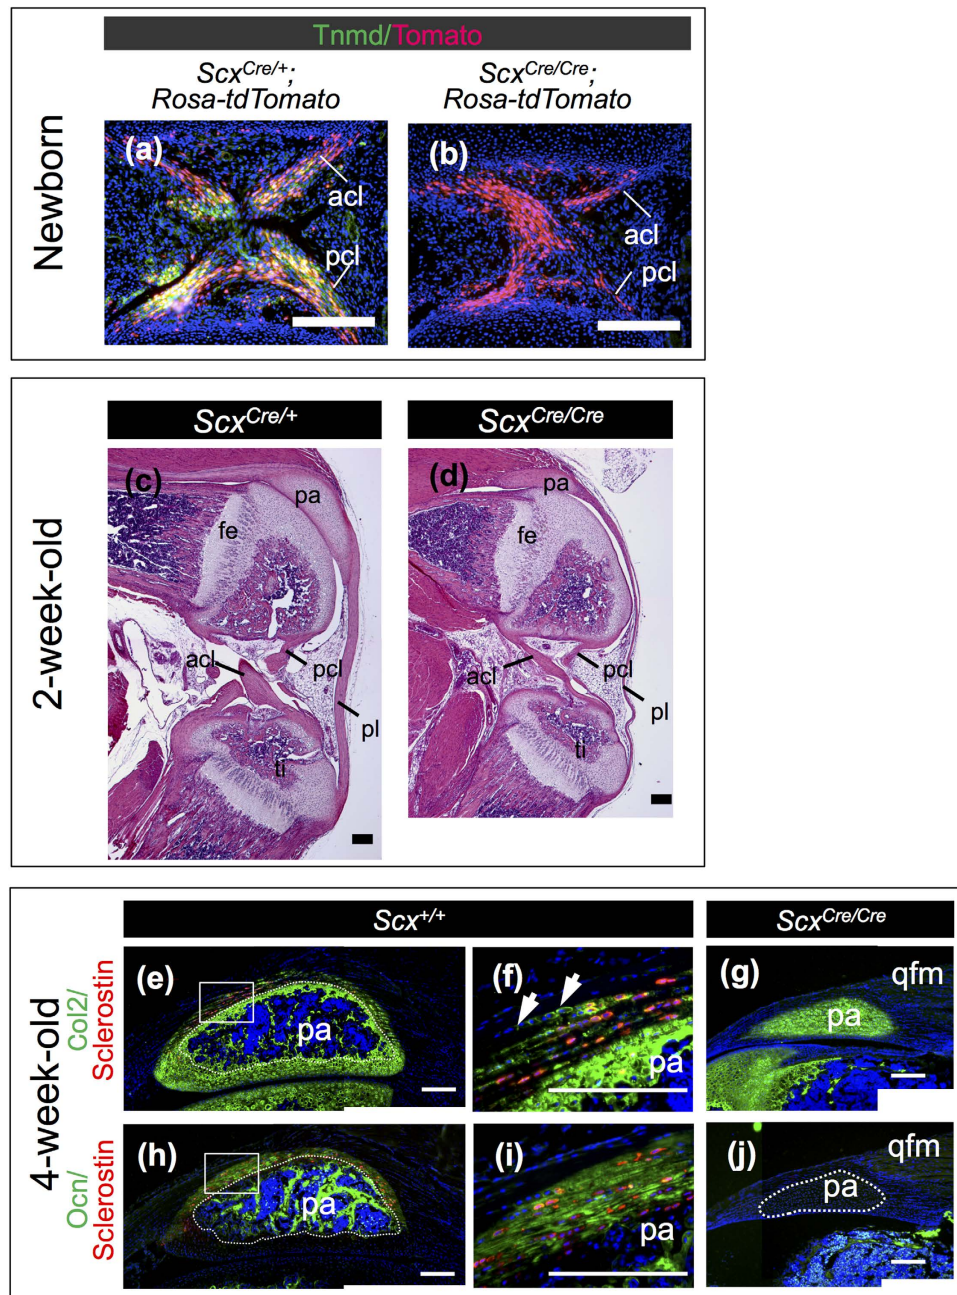 Newborn
Tnmd/Tomato
Scx^Cre/+;
Rosa-tdTomato
Scx^Cre/Cre;
Rosa-tdTomato
(a)
acl
pcl
(b)
acl
pcl
2-week-old
Scx^Cre/+
Scx^Cre/Cre
(c)
pa
fe
acl
pcl
pl
ti
(d)
pa
fe
acl
pcl
pl
ti
4-week-old
Scx^+/+
Scx^Cre/Cre
Col2/
Sclerostin
(e)
pa
(f)
pa
(g)
qfm
pa
Ocn/
Sclerostin
(h)
pa
(i)
pa
(j)
qfm
pa